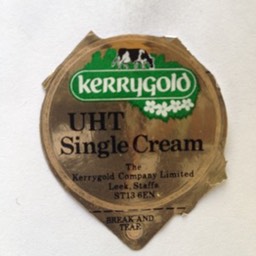 Kerrygold
UHT
Single Cream
The
Kerrygold Company Limited
Leek, Staffs
ST13 6EN
BREAK AND
TEAR